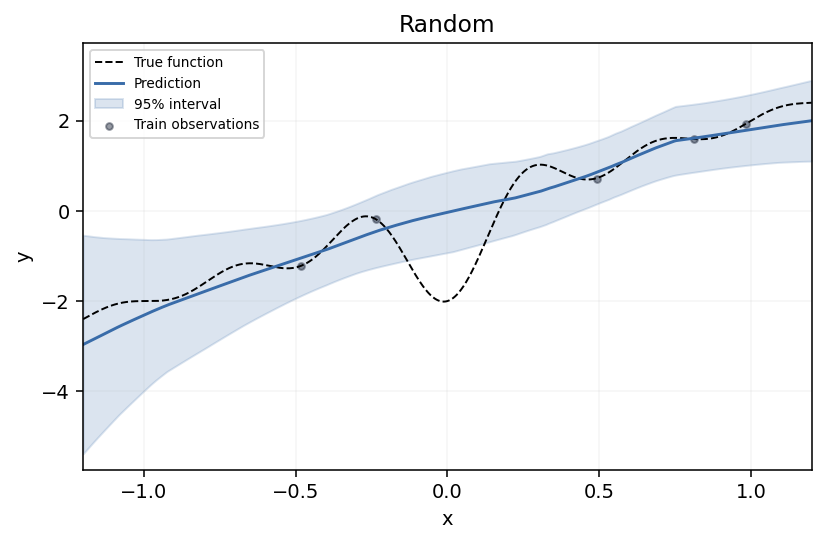 Random
True function
Prediction
95% interval
Train observations
y
2
0
−2
−4
−1.0
−0.5
0.0
0.5
1.0
x